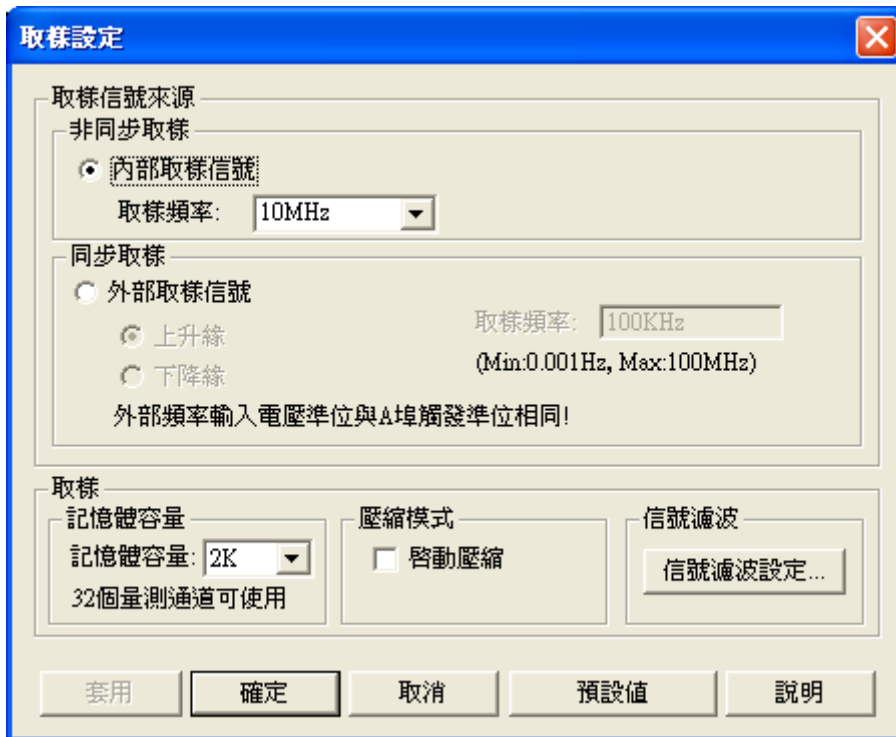 取樣設定
取樣信號來源
非同步取樣
內部取樣信號
取樣頻率: 10MHz
同步取樣
外部取樣信號
上升緣
下降緣
取樣頻率: 100KHz
(Min:0.001Hz, Max:100MHz)
外部頻率輸入電壓準位與A埠觸發準位相同!
取樣
記憶體容量
記憶體容量: 2K
32個量測通道可使用
壓縮模式
啓動壓縮
信號濾波
信號濾波設定...
套用 確定 取消 預設值 說明